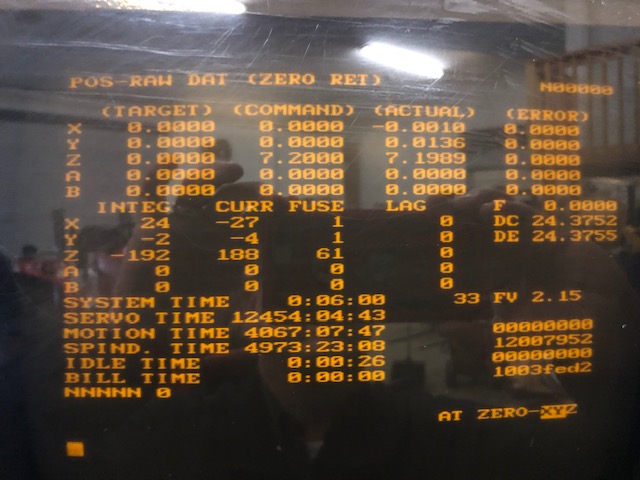 POS-RAW DAT (ZERO RET) N00000
(TARGET) (COMMAND) (ACTUAL) (ERROR)
X 0.0000 0.0000 -0.0010 0.0000
Y 0.0000 0.0000 0.0136 0.0000
Z 0.0000 7.2000 7.1989 0.0000
A 0.0000 0.0000 0.0000 0.0000
B 0.0000 0.0000 0.0000 0.0000
INTEG CURR FUSE LAG F 0.0000
X 24 -27 1 0 DC 24.3752
Y -2 -4 1 0 DE 24.3755
Z -192 188 61 0
A 0 0 0 0
B 0 0 0 0
SYSTEM TIME 0:06:00 33 FV 2.15
SERVO TIME 12454:04:43
MOTION TIME 4067:07:47 00000000
SPIND. TIME 4973:23:08 12007952
IDLE TIME 0:00:26 00000000
BILL TIME 0:00:00 1003fed2
NNNNN 0
AT ZERO-XYZ